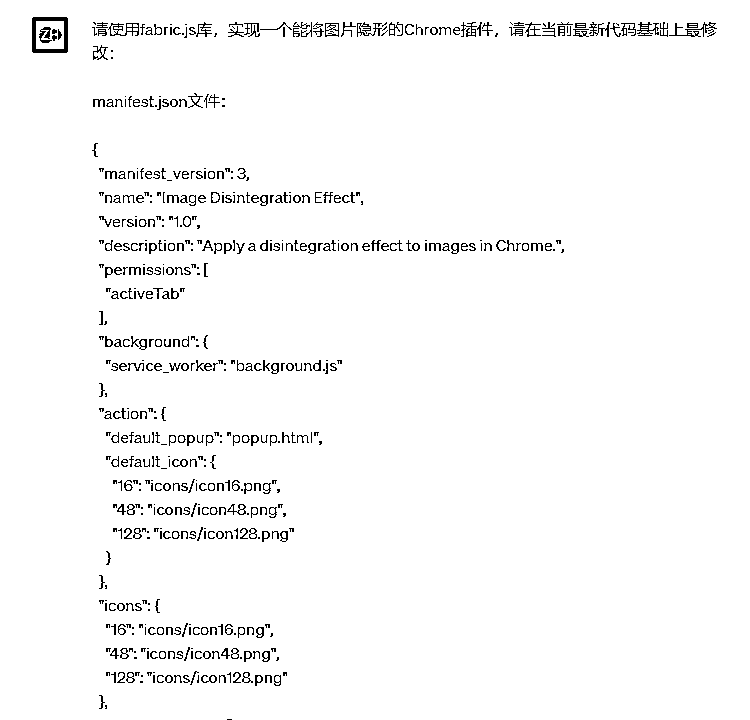 请使用fabric.js库，实现一个能将图片隐形的Chrome插件，请在当前最新代码基础上最修
改：
manifest.json文件：
{
"manifest_version": 3,
"name": "Image Disintegration Effect",
"version": "1.0",
"description": "Apply a disintegration effect to images in Chrome.",
"permissions": [
"activeTab"
],
"background": {
"service_worker": "background.js"
},
"action": {
"default_popup": "popup.html",
"default_icon": {
"16": "icons/icon16.png",
"48": "icons/icon48.png",
"128": "icons/icon128.png"
}
},
"icons": {
"16": "icons/icon16.png",
"48": "icons/icon48.png",
"128": "icons/icon128.png"
},